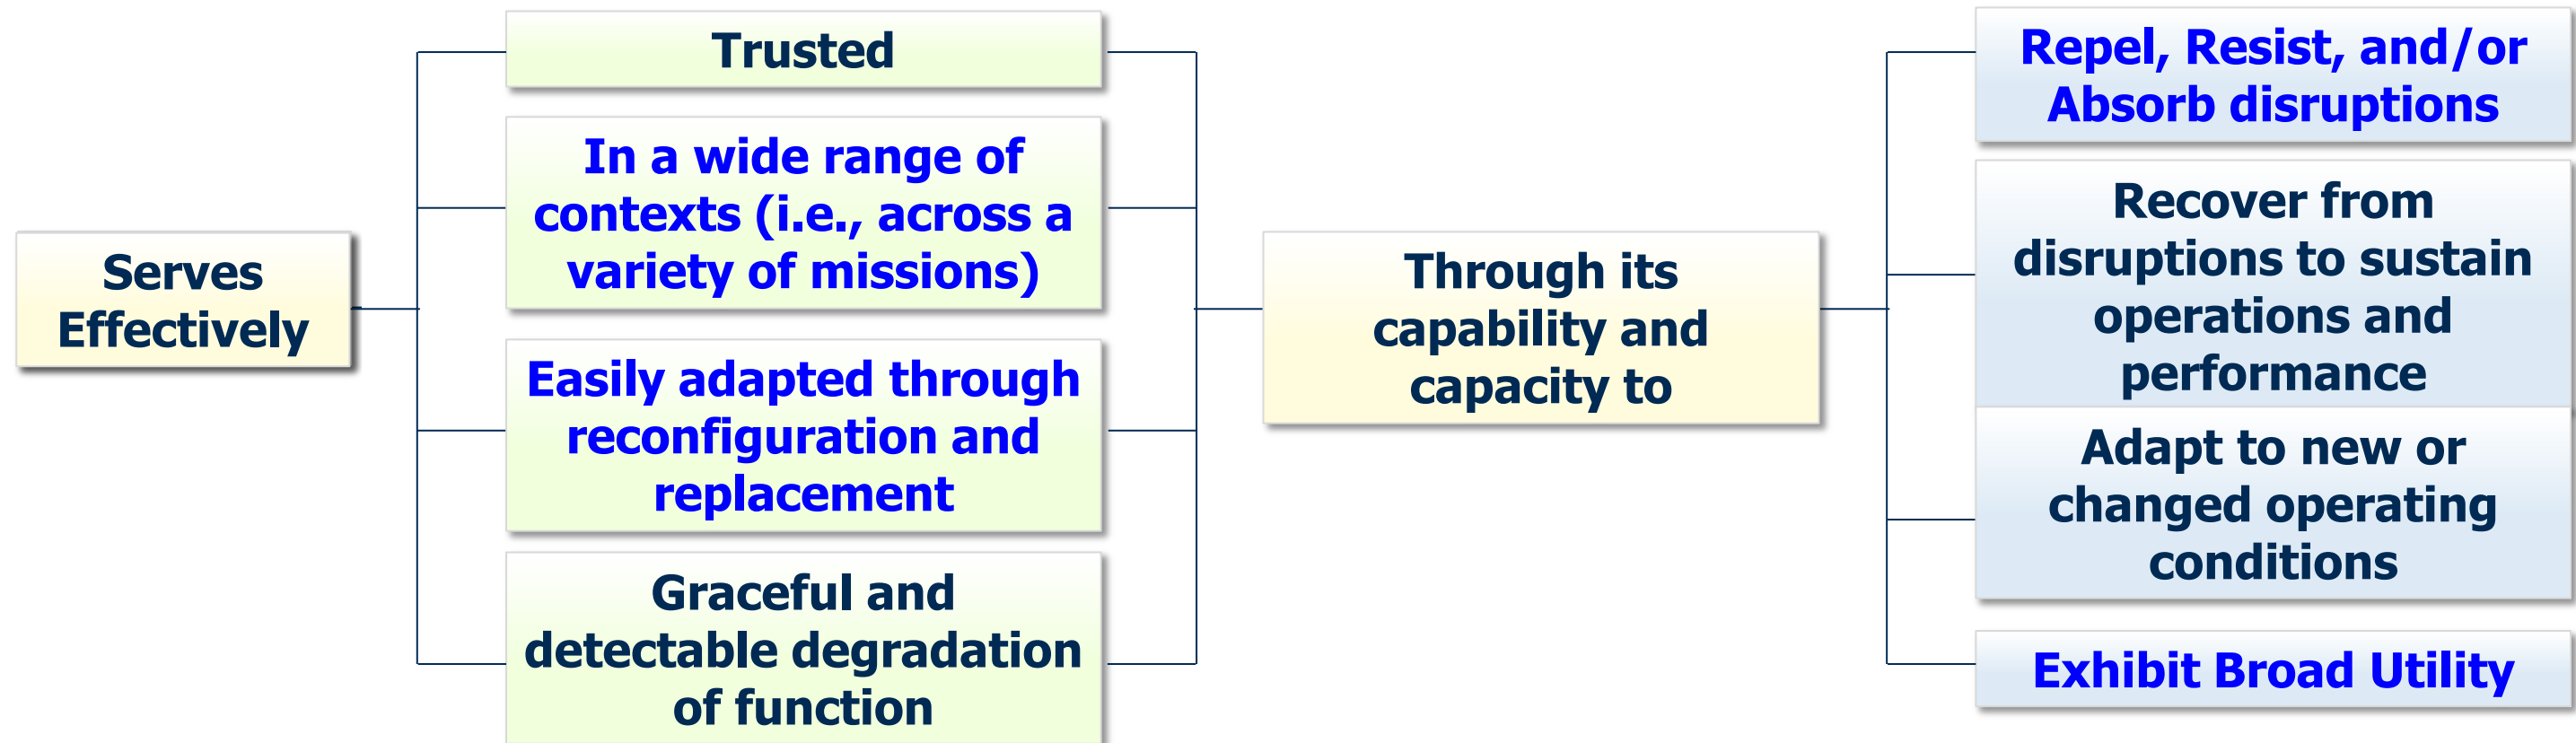 Serves
Effectively
Trusted
In a wide range of
contexts (i.e., across a
variety of missions)
Easily adapted through
reconfiguration and
replacement
Graceful and
detectable degradation
of function
Through its
capability and
capacity to
Repel, Resist, and/or
Absorb disruptions
Recover from
disruptions to sustain
operations and
performance
Adapt to new or
changed operating
conditions
Exhibit Broad Utility